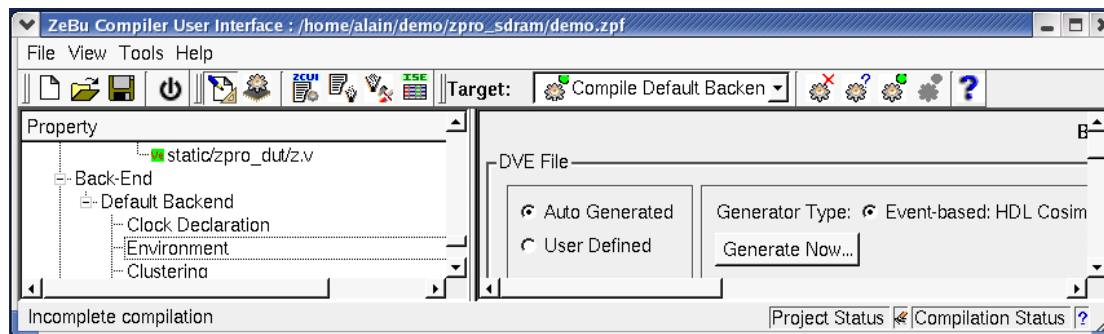 ZeBu Compiler User Interface : /home/alain/demo/zpro_sdram/demo.zpf
File View Tools Help
ZCUI ISE Target: Compile Default Backen ?
Property
static/zpro_dut/z.v
Back-End
Default Backend
Clock Declaration
Environment
Clustering
B
DVE File
Auto Generated
User Defined
Generator Type: Event-based: HDL Cosim
Generate Now...
Incomplete compilation
Project Status Compilation Status ?